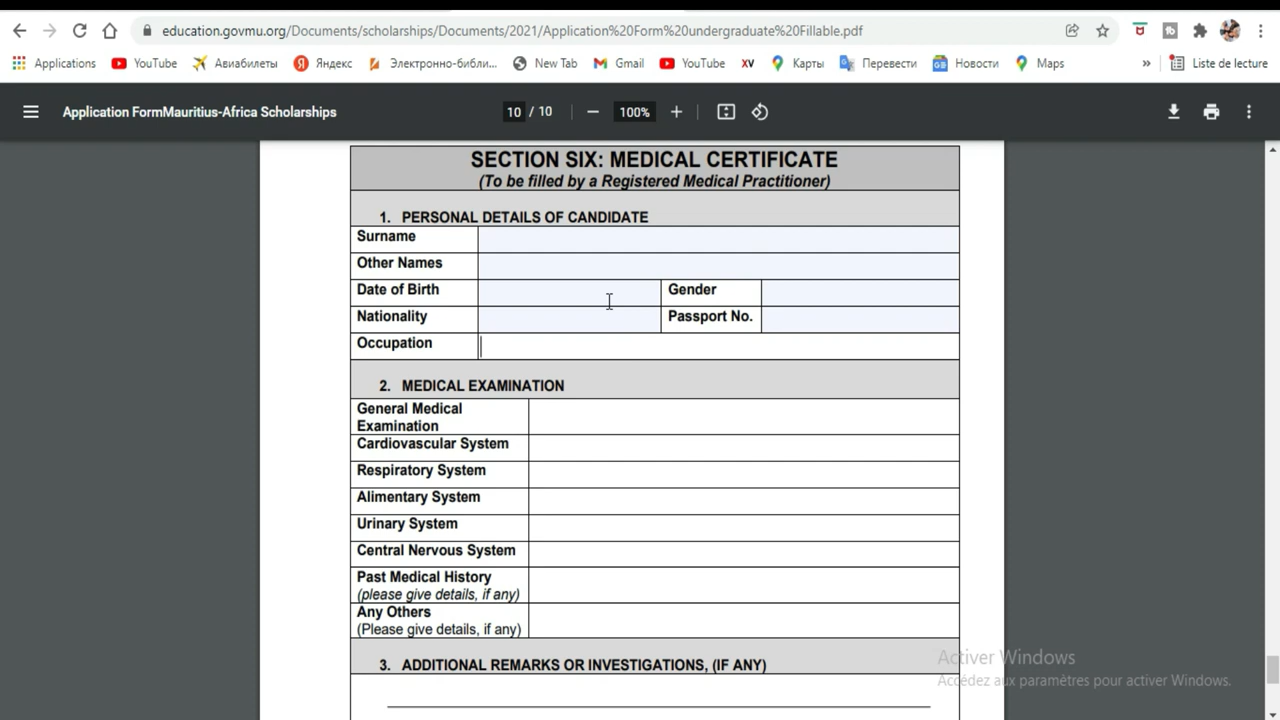 education.govmu.org/Documents/scholarships/Documents/2021/Application%20Form%20undergraduate%20Fillable.pdf
Applications YouTube Авиабилеты Яндекс Электронно-библи... New Tab Gmail YouTube XV Карты Перевести Новости Maps » Liste de lecture
Application FormMauritius-Africa Scholarships 10 / 10 − 100% +
SECTION SIX: MEDICAL CERTIFICATE
(To be filled by a Registered Medical Practitioner)
1. PERSONAL DETAILS OF CANDIDATE
Surname
Other Names
Date of Birth Gender
Nationality Passport No.
Occupation
2. MEDICAL EXAMINATION
General Medical
Examination
Cardiovascular System
Respiratory System
Alimentary System
Urinary System
Central Nervous System
Past Medical History
(please give details, if any)
Any Others
(Please give details, if any)
3. ADDITIONAL REMARKS OR INVESTIGATIONS, (IF ANY)
Activer Windows
Accédez aux paramètres pour activer Windows.